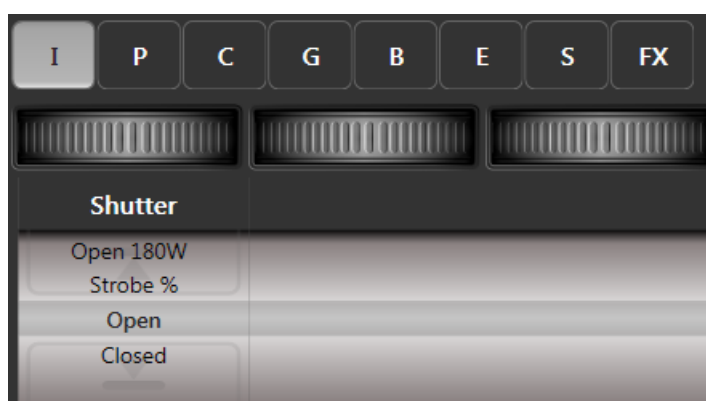 I P C G B E S FX
Shutter
Open 180W
Strobe %
Open
Closed